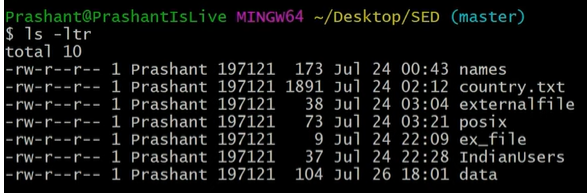 Prashant@PrashantIsLive MINGW64 ~/Desktop/SED (master)
$ ls -ltr
total 10
-rw-r--r-- 1 Prashant 197121  173 Jul 24 00:43 names
-rw-r--r-- 1 Prashant 197121 1891 Jul 24 02:12 country.txt
-rw-r--r-- 1 Prashant 197121   38 Jul 24 03:04 externalfile
-rw-r--r-- 1 Prashant 197121   73 Jul 24 03:21 posix
-rw-r--r-- 1 Prashant 197121    9 Jul 24 22:09 ex_file
-rw-r--r-- 1 Prashant 197121   37 Jul 24 22:28 IndianUsers
-rw-r--r-- 1 Prashant 197121  104 Jul 26 18:01 data